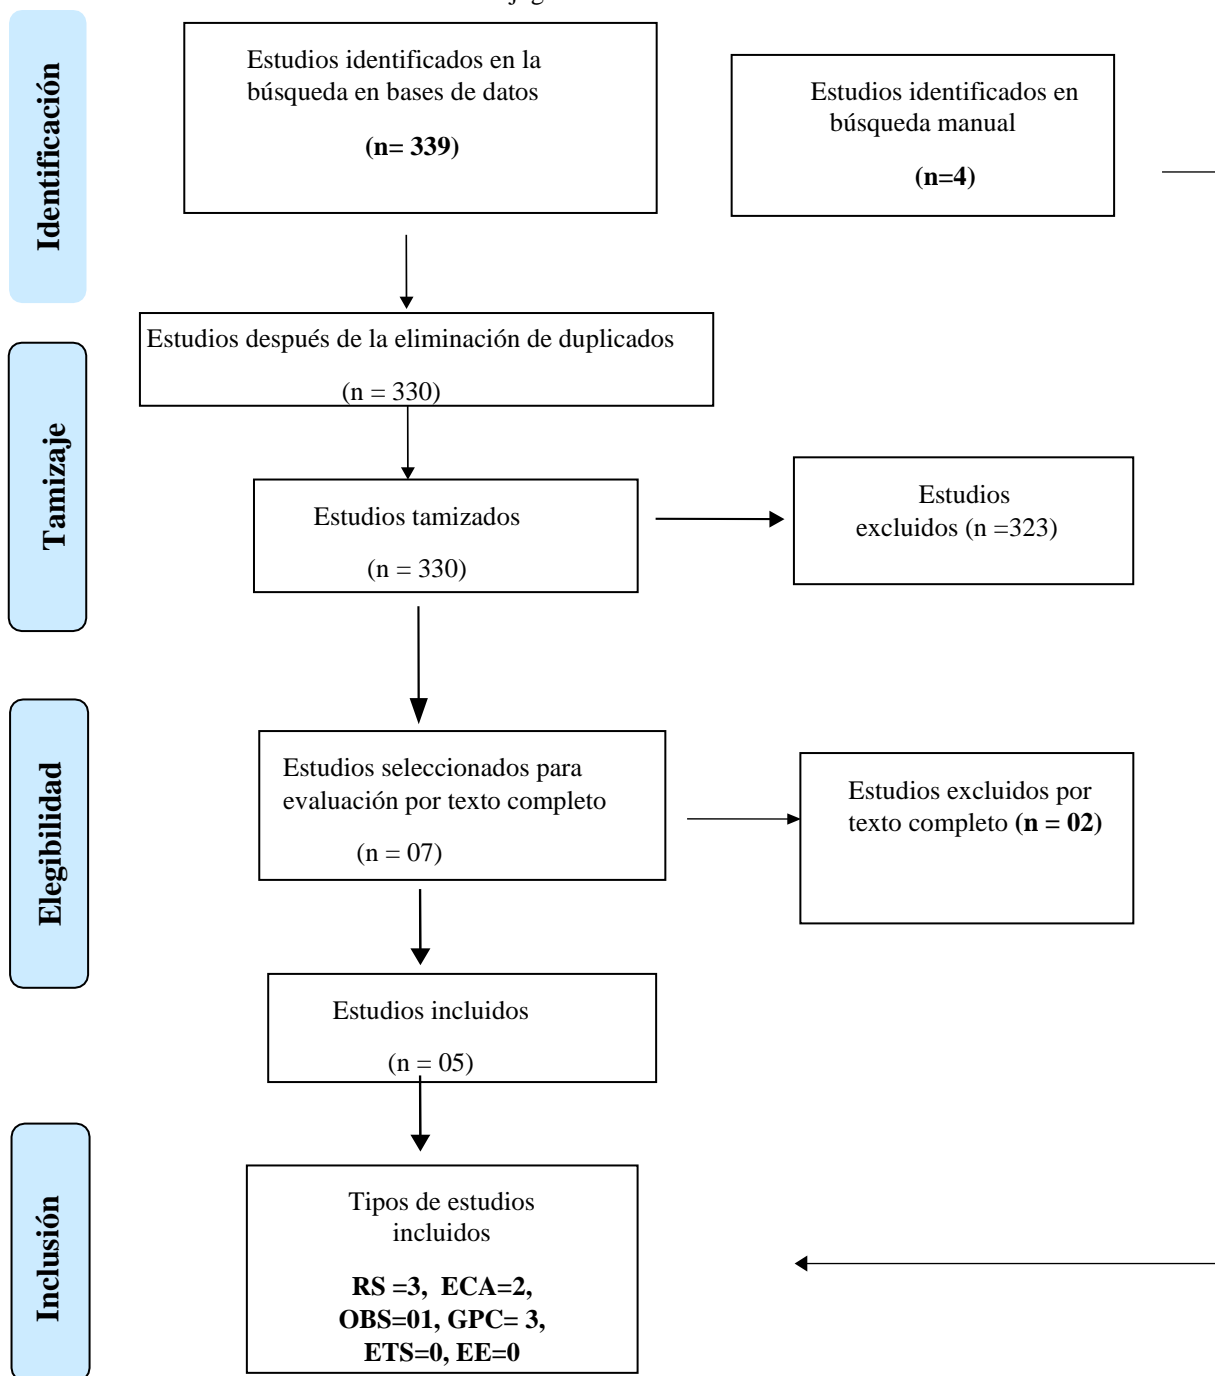 Identificación
Estudios identificados en la
búsqueda en bases de datos
(n= 339)
Estudios identificados en
búsqueda manual
(n=4)
Estudios después de la eliminación de duplicados
(n = 330)
Tamizaje
Estudios tamizados
(n = 330)
Estudios
excluidos (n =323)
Elegibilidad
Estudios seleccionados para
evaluación por texto completo
(n = 07)
Estudios excluidos por
texto completo (n = 02)
Estudios incluidos
(n = 05)
Inclusión
Tipos de estudios
incluidos
RS =3, ECA=2,
OBS=01, GPC= 3,
ETS=0, EE=0